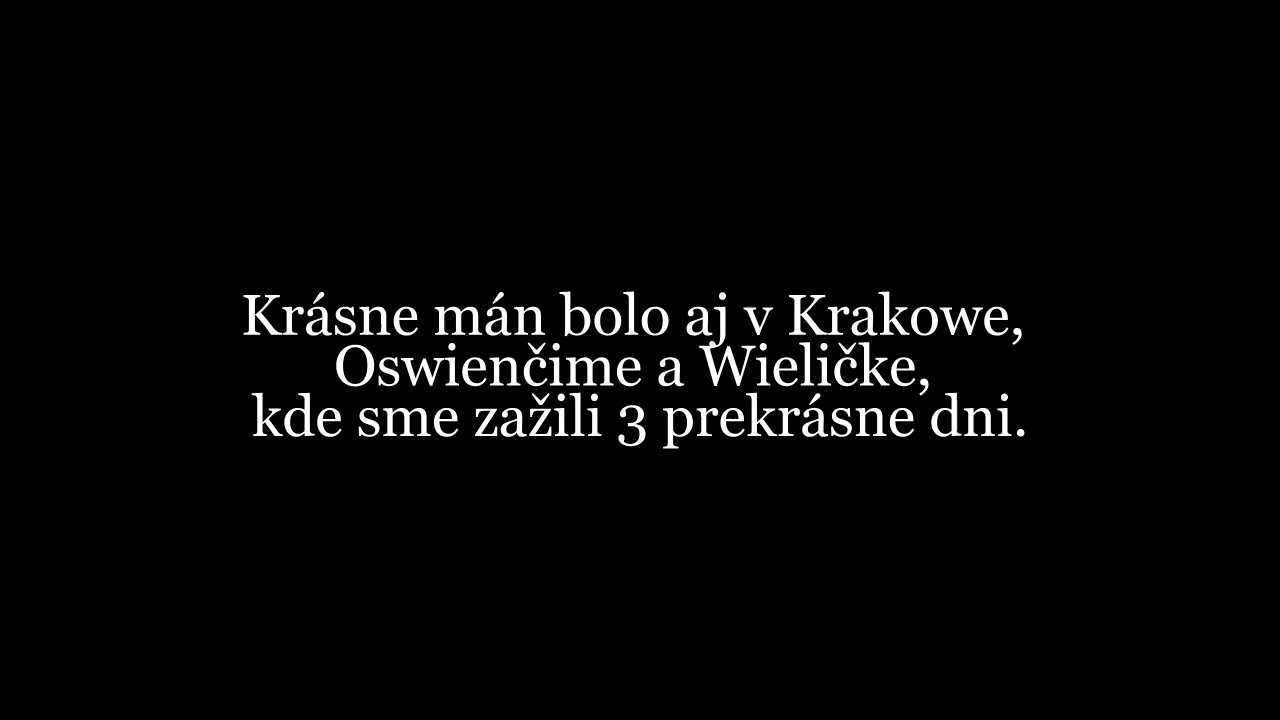 Krásne mán bolo aj v Krakowe,
Oswienčime a Wieličke,
kde sme zažili 3 prekrásne dni.